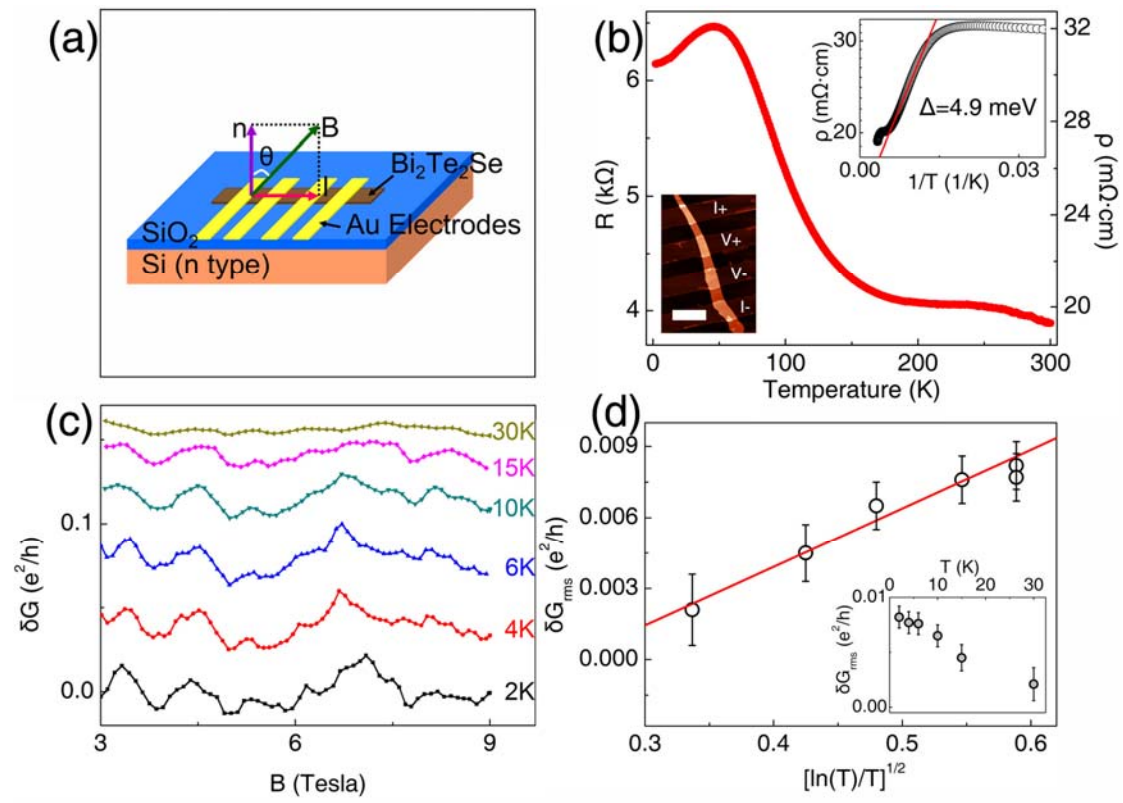 (a)
n
B
θ
I
Bi2Te2Se
SiO2
Au Electrodes
Si (n type)
(b)
R (kΩ)
6
5
4
0
100
200
300
Temperature (K)
32
28
24
20
ρ (mΩ·cm)
ρ (mΩ·cm)
30
20
Δ=4.9 meV
0.00
0.03
1/T (1/K)
I+
V+
V-
I-
(c)
30K
15K
10K
6K
4K
2K
δG (e²/h)
0.1
0.0
3
6
9
B (Tesla)
(d)
δGrms (e²/h)
0.009
0.006
0.003
0.000
0.3
0.4
0.5
0.6
[ln(T)/T]^1/2
T (K)
0
10
20
30
δGrms (e²/h)
0.01
0.00